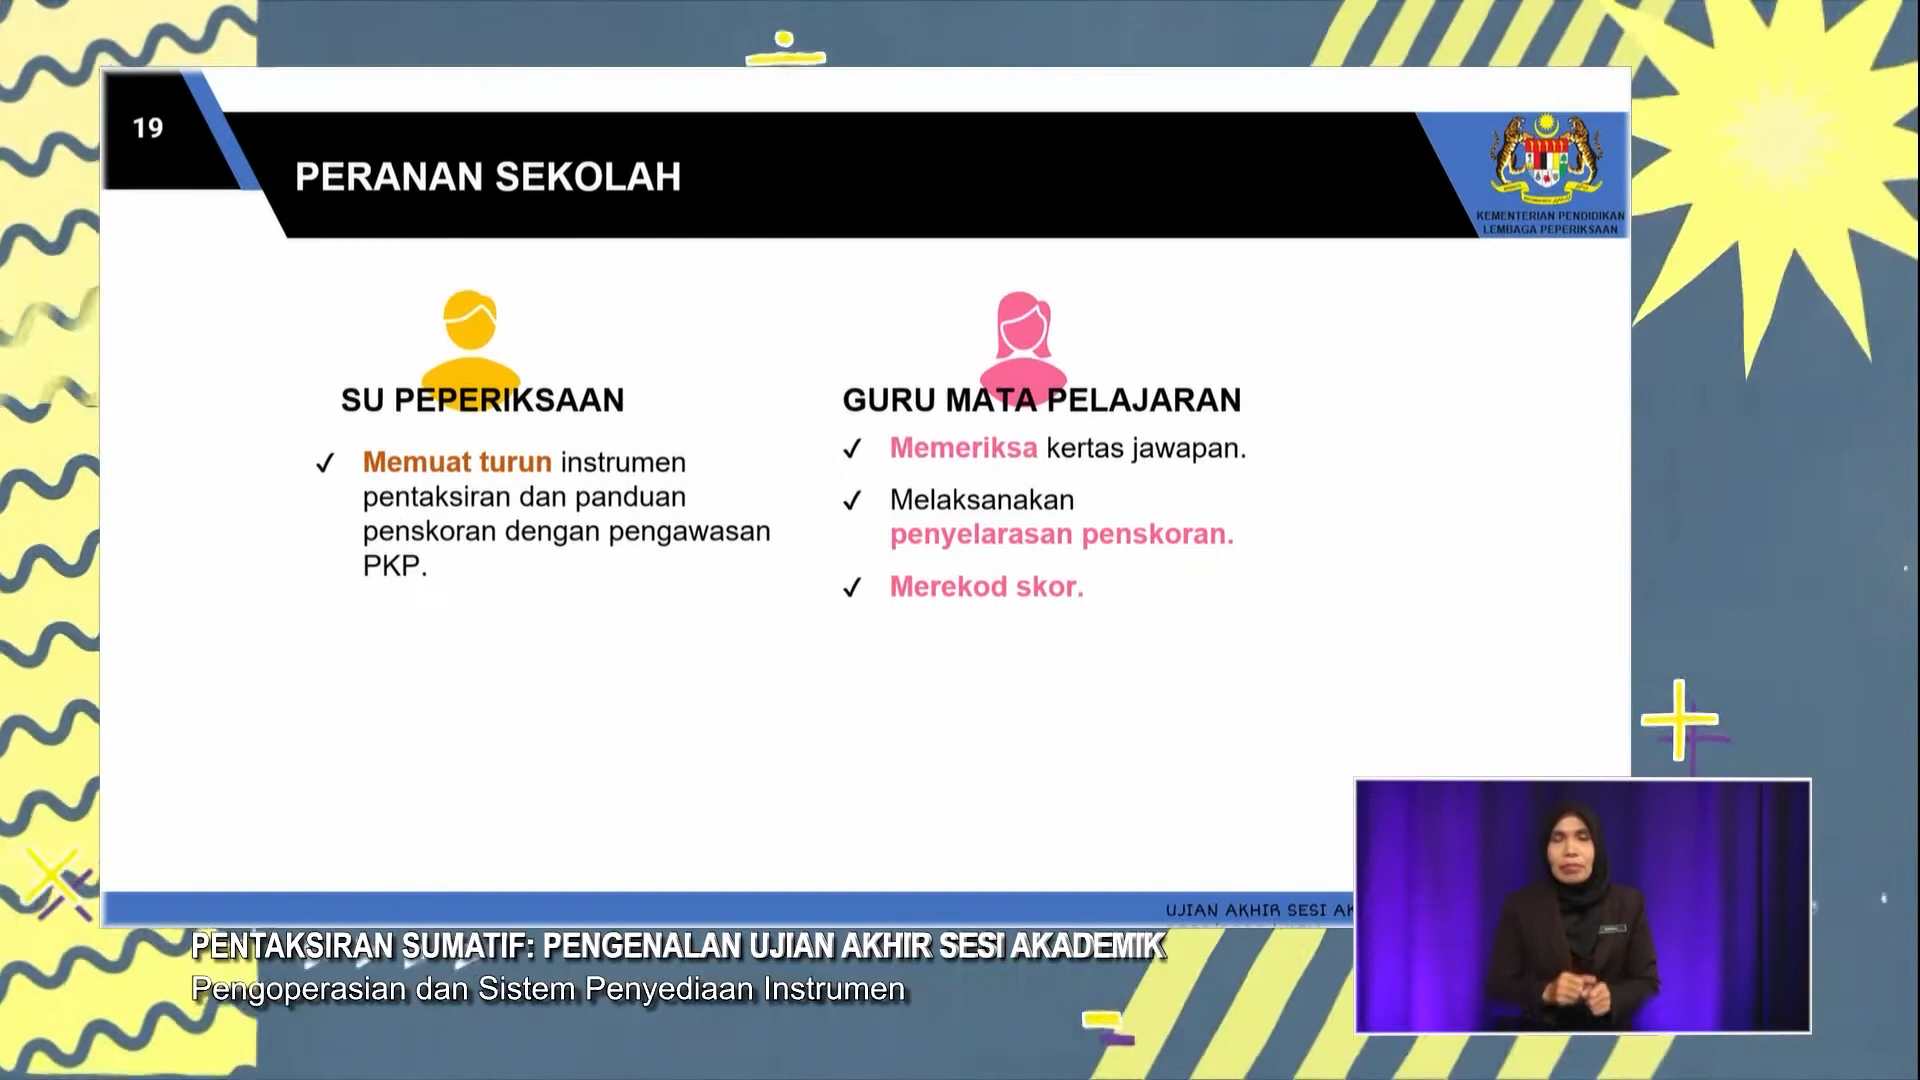 19
PERANAN SEKOLAH
KEMENTERIAN PENDIDIKAN
LEMBAGA PEPERIKSAAN
SU PEPERIKSAAN
✓ Memuat turun instrumen
pentaksiran dan panduan
penskoran dengan pengawasan
PKP.
GURU MATA PELAJARAN
✓ Memeriksa kertas jawapan.
✓ Melaksanakan
penyelarasan penskoran.
✓ Merekod skor.
UJIAN AKHIR SESI AK
PENTAKSIRAN SUMATIF: PENGENALAN UJIAN AKHIR SESI AKADEMIK
Pengoperasian dan Sistem Penyediaan Instrumen